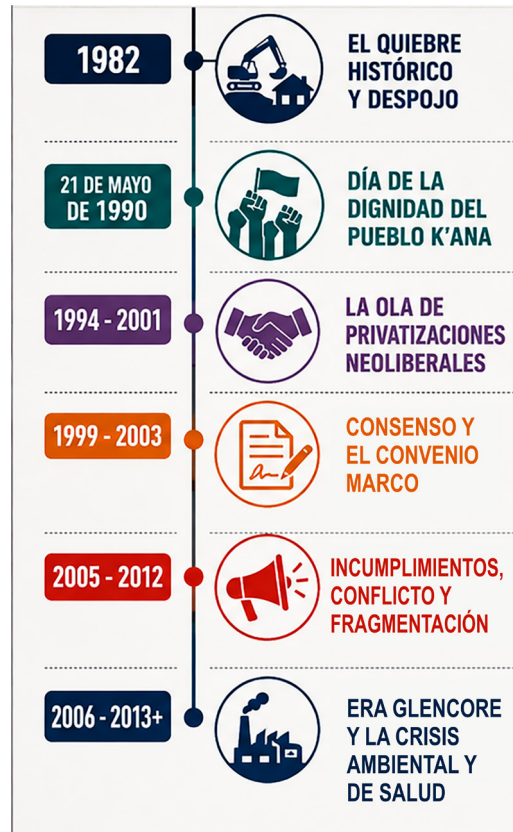 1982
EL QUIEBRE
HISTÓRICO
Y DESPOJO
21 DE MAYO
DE 1990
DÍA DE LA
DIGNIDAD DEL
PUEBLO K'ANA
1994 - 2001
LA OLA DE
PRIVATIZACIONES
NEOLIBERALES
1999 - 2003
CONSENSO Y
EL CONVENIO
MARCO
2005 - 2012
INCUMPLIMIENTOS,
CONFLICTO Y
FRAGMENTACIÓN
2006 - 2013+
ERA GLENCORE
Y LA CRISIS
AMBIENTAL Y
DE SALUD